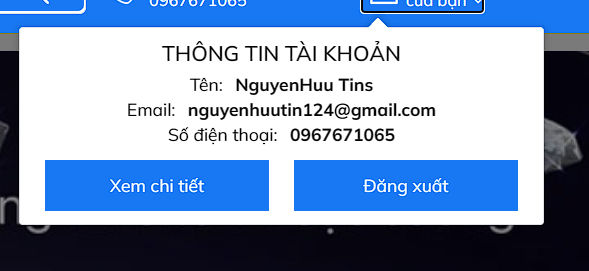 0967671065
của bạn
THÔNG TIN TÀI KHOẢN
Tên: NguyenHuu Tins
Email: nguyenhuutin124@gmail.com
Số điện thoại: 0967671065
Xem chi tiết
Đăng xuất